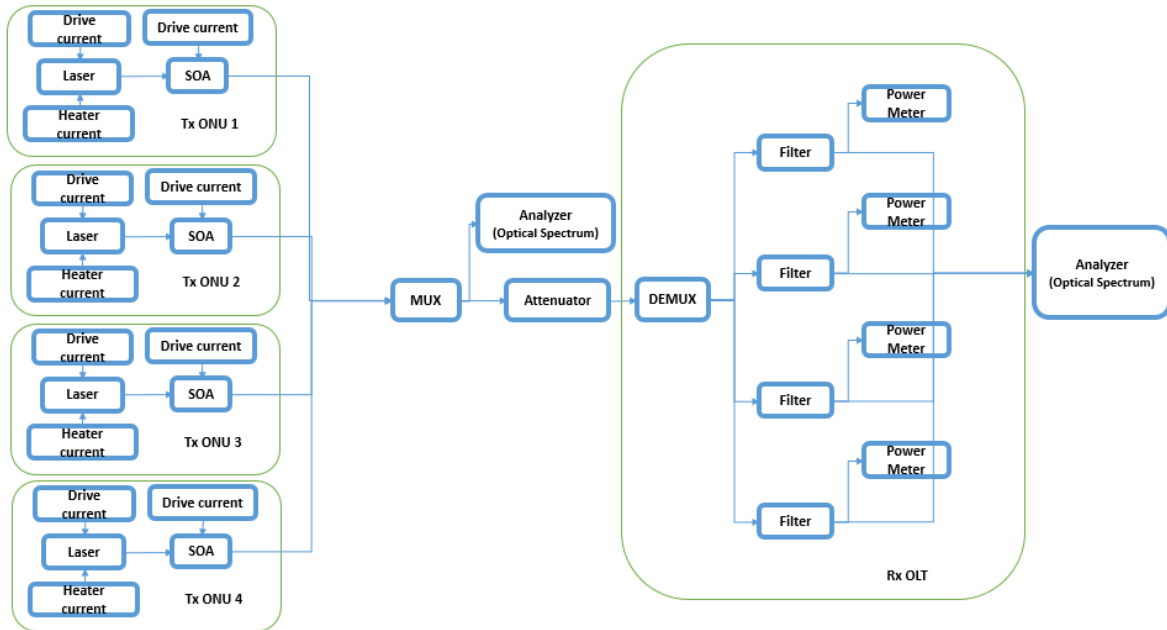 Drive
current
Drive current
Laser
SOA
Heater
current
Tx ONU 1
Drive
current
Drive current
Laser
SOA
Heater
current
Tx ONU 2
Drive
current
Drive current
Laser
SOA
Heater
current
Tx ONU 3
Drive
current
Drive current
Laser
SOA
Heater
current
Tx ONU 4
MUX
Analyzer
(Optical Spectrum)
Attenuator
DEMUX
Filter
Power
Meter
Filter
Power
Meter
Filter
Power
Meter
Filter
Power
Meter
Rx OLT
Analyzer
(Optical Spectrum)